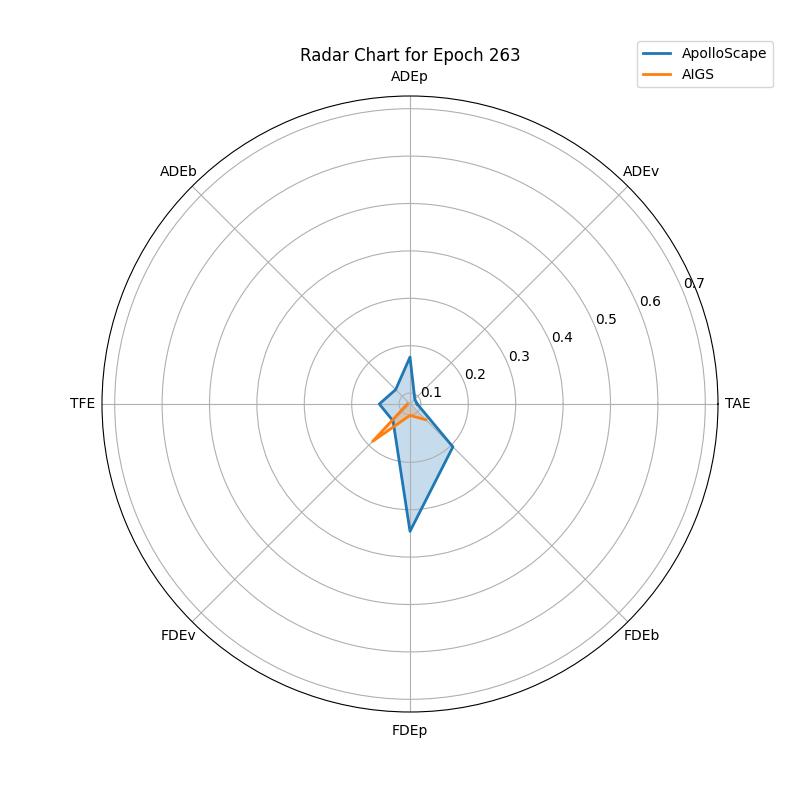 Radar Chart for Epoch 263
ApolloScape
AIGS
ADEp
ADEb
ADEv
0.7
0.6
0.5
0.4
0.3
0.2
0.1
TFE
TAE
FDEv
FDEb
FDEp